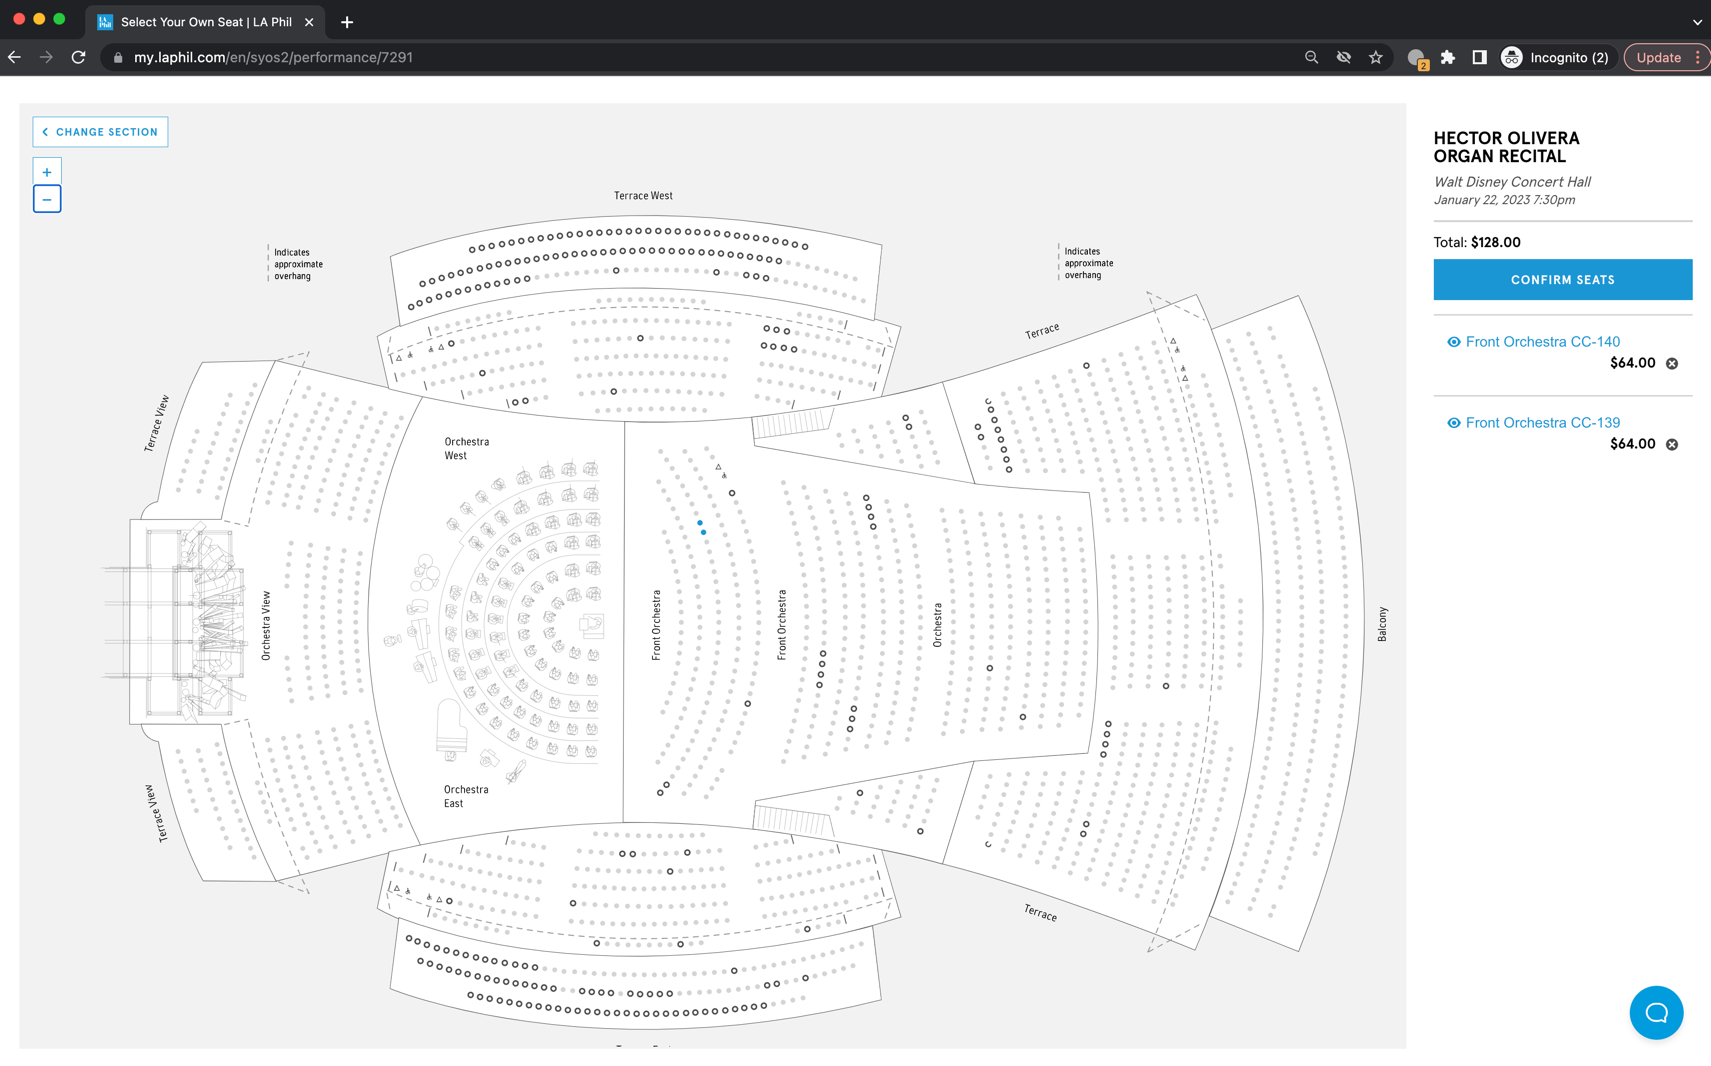 Select Your Own Seat | LA Phil
my.laphil.com/en/syos2/performance/7291
2
Incognito (2)
Update
CHANGE SECTION
+
−
Terrace West
Indicates
approximate
overhang
Indicates
approximate
overhang
Terrace
Terrace View
Orchestra
West
Orchestra View
Front Orchestra
Front Orchestra
Orchestra
Balcony
Terrace View
Orchestra
East
Terrace
HECTOR OLIVERA
ORGAN RECITAL
Walt Disney Concert Hall
January 22, 2023 7:30pm
Total: $128.00
CONFIRM SEATS
Front Orchestra CC-140
$64.00
Front Orchestra CC-139
$64.00